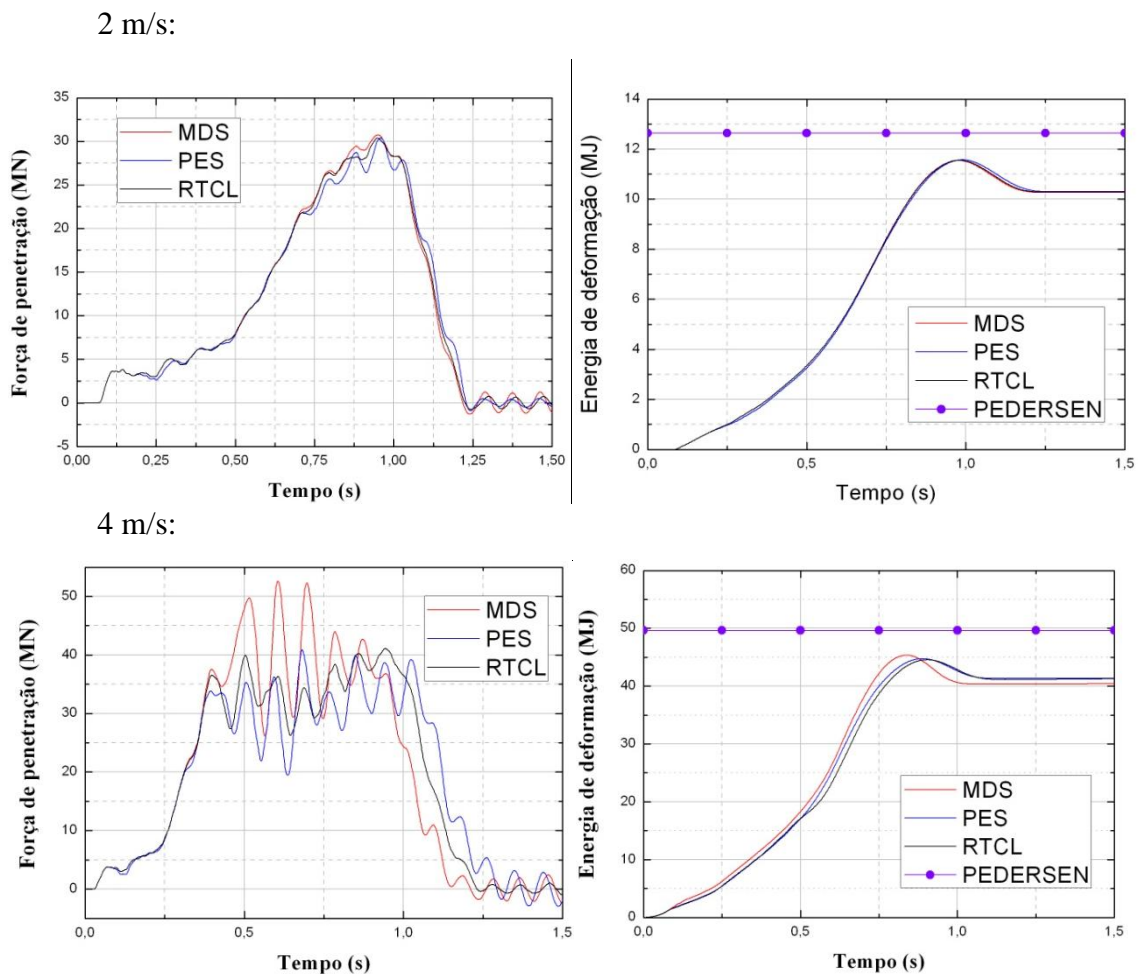 2 m/s:
35
30
25
20
15
10
5
0
-5
Força de penetração (MN)
MDS
PES
RTCL
0,00 0,25 0,50 0,75 1,00 1,25 1,50
Tempo (s)
14
12
10
8
6
4
2
0
Energia de deformação (MJ)
MDS
PES
RTCL
PEDERSEN
0,0 0,5 1,0 1,5
Tempo (s)
4 m/s:
50
40
30
20
10
0
Força de penetração (MN)
MDS
PES
RTCL
0,0 0,5 1,0 1,5
Tempo (s)
60
50
40
30
20
10
0
Energia de deformação (MJ)
MDS
PES
RTCL
PEDERSEN
0,0 0,5 1,0 1,5
Tempo (s)